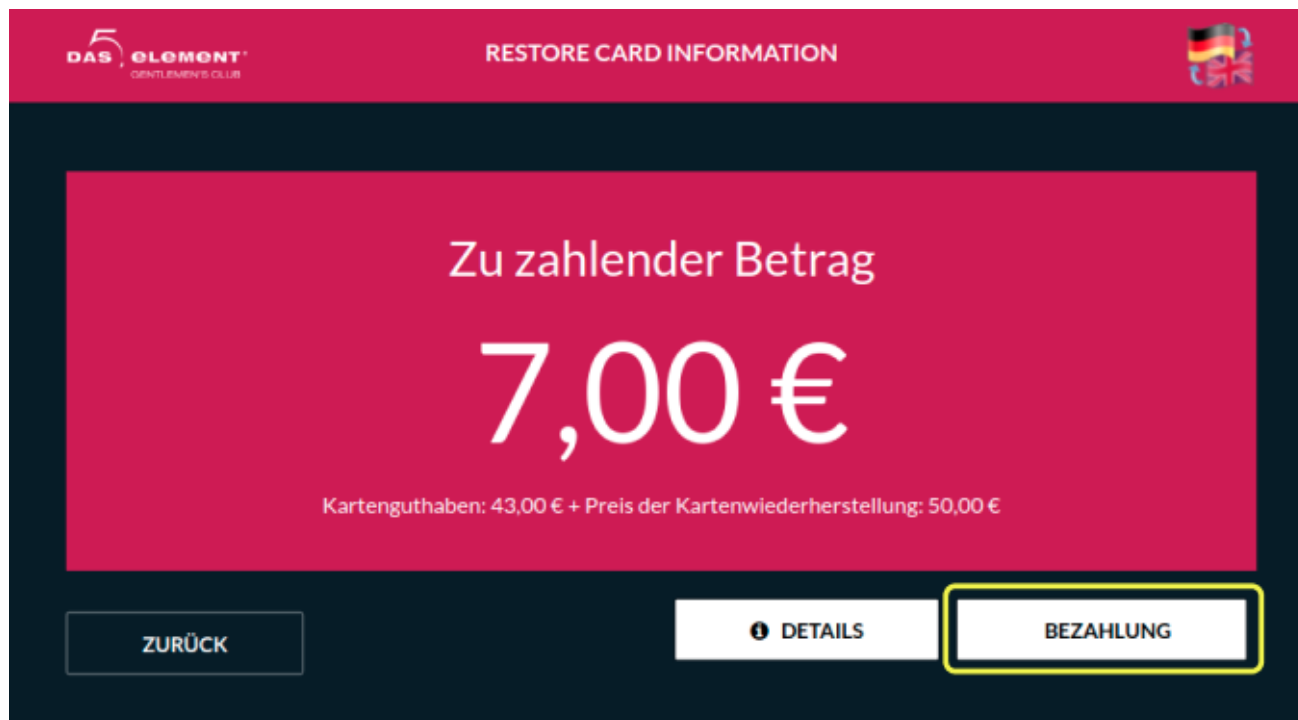 DAS 5 eLeMeNT
GENTLEMEN'S CLUB
RESTORE CARD INFORMATION
Zu zahlender Betrag
7,00 €
Kartenguthaben: 43,00 € + Preis der Kartenwiederherstellung: 50,00 €
ZURÜCK
DETAILS
BEZAHLUNG